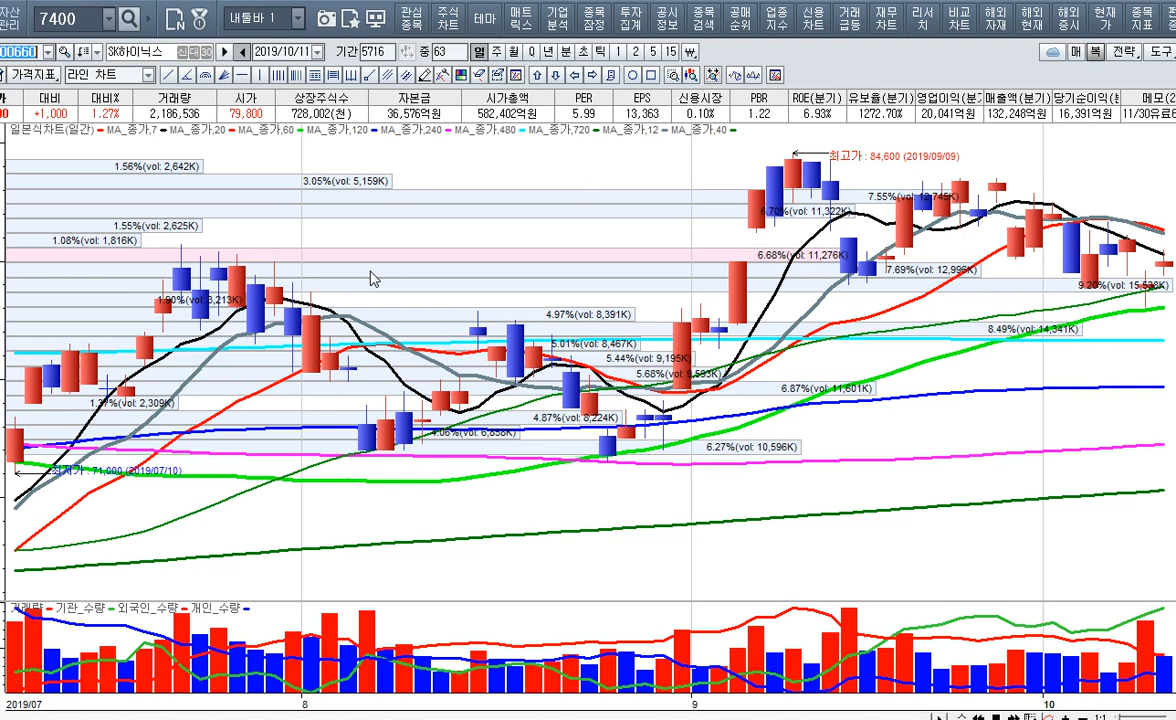 자산
관리
7400
내툴바 1
관심
종목
주식
차트
테마
매트
릭스
기업
분석
종목
잠정
투자
집계
공시
정보
종목
검색
공매
순위
업종
지수
신용
차트
거래
급등
재무
차트
리서
치
비교
차트
해외
자재
해외
현재
해외
증시
현재
가
종목
지표
00660 SK하이닉스 2019/10/11 기간 5716 중 63 일 주 월 Q 년 분 초 틱 1 2 5 15 ₩ 매 복 전략 도구
가격지표 라인 차트
가 대비 대비% 거래량 시가 상장주식수 자본금 시가총액 PER EPS 신용시장 PBR ROE(분기) 유보율(분기) 영업이익(분기 매출액(분기) 당기순이익(분 메모(2
00 +1,000 1.27% 2,186,536 79,800 728,002(천) 36,576억원 582,402억원 5.99 13,363 0.10% 1.22 6.93% 1272.70% 20,041억원 132,248억원 16,391억원 11/30유료
일본식차트(일간) MA_종가,7 MA_종가,20 MA_종가,60 MA_종가,120 MA_종가,240 MA_종가,480 MA_종가,720 MA_종가,12 MA_종가,40
최고가 : 84,600 (2019/09/09)
1.56%(vol: 2,642K)
3.05%(vol: 5,159K)
7.55%(vol: 12,745K)
6.70%(vol: 11,322K)
1.55%(vol: 2,625K)
1.08%(vol: 1,816K)
6.68%(vol: 11,276K)
7.69%(vol: 12,996K)
9.20%(vol: 15,528K)
1.90%(vol: 3,213K)
4.97%(vol: 8,391K)
8.49%(vol: 14,341K)
5.01%(vol: 8,467K)
5.44%(vol: 9,195K)
5.68%(vol: 9,593K)
6.87%(vol: 11,601K)
1.37%(vol: 2,309K)
4.87%(vol: 8,224K)
4.06%(vol: 6,858K)
6.27%(vol: 10,596K)
최저가 : 71,000 (2019/07/10)
거래량 기관_수량 외국인_수량 개인_수량
2019/07 8 9 10
1:1